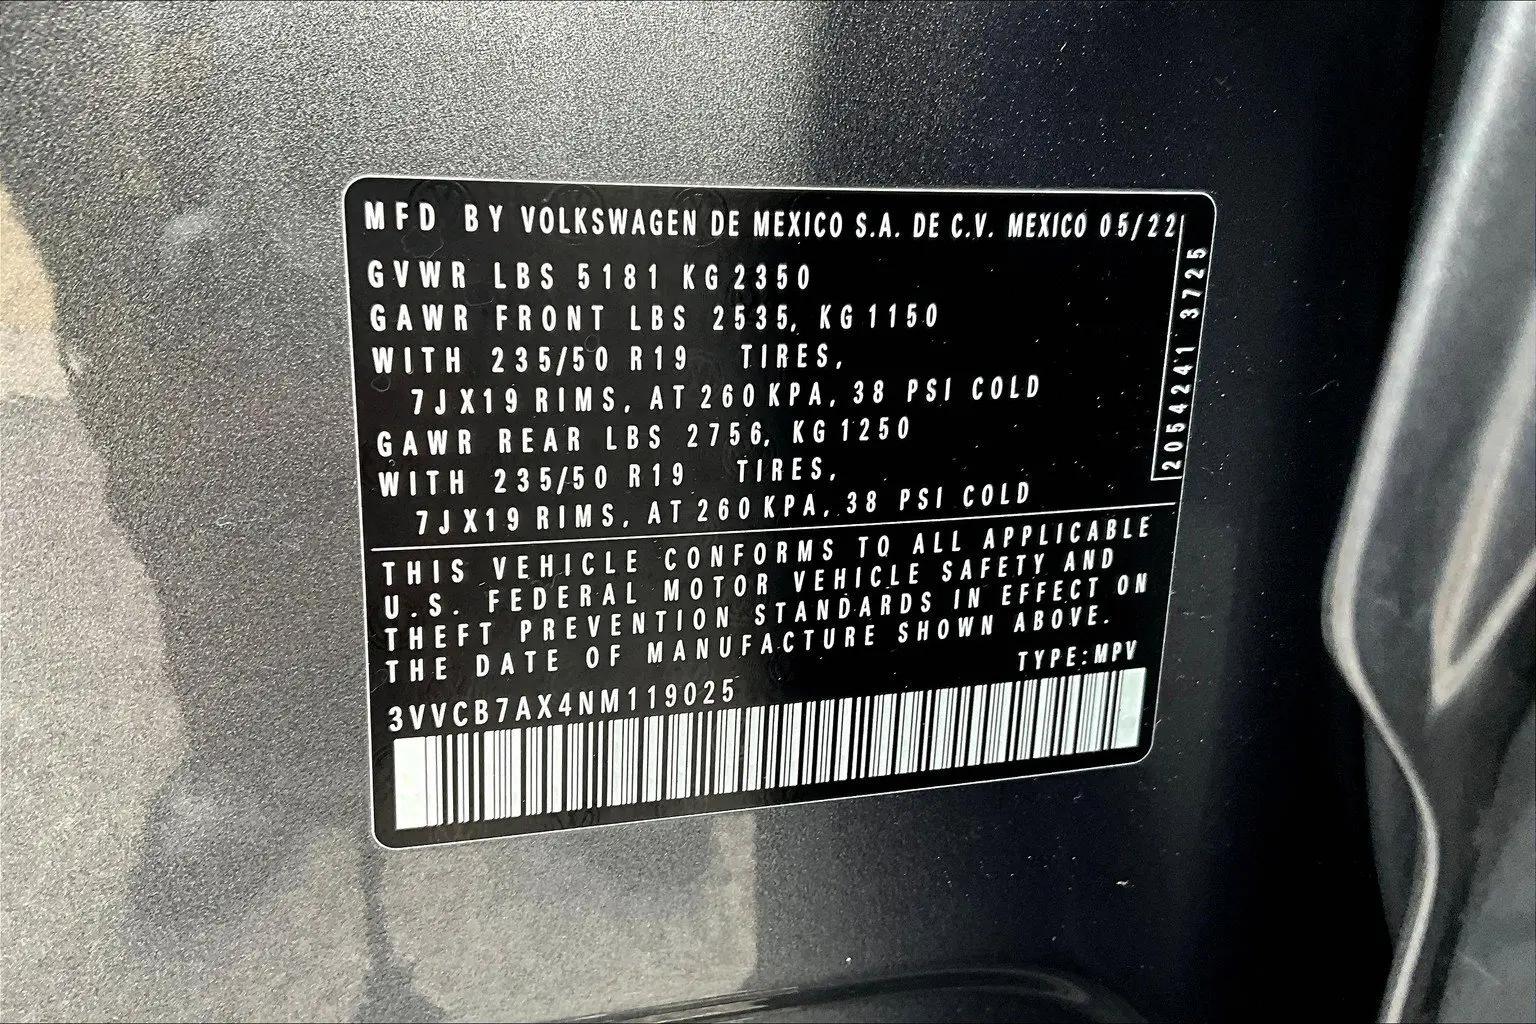 MFD BY VOLKSWAGEN DE MEXICO S.A. DE C.V. MEXICO 05/22
GVWR LBS 5181 KG 2350
GAWR FRONT LBS 2535, KG 1150
WITH 235/50 R19 TIRES,
7JX19 RIMS, AT 260 KPA, 38 PSI COLD
GAWR REAR LBS 2756, KG 1250
WITH 235/50 R19 TIRES,
7JX19 RIMS, AT 260 KPA, 38 PSI COLD
2054241 3725
THIS VEHICLE CONFORMS TO ALL APPLICABLE
U.S. FEDERAL MOTOR VEHICLE SAFETY AND
THEFT PREVENTION STANDARDS IN EFFECT ON
THE DATE OF MANUFACTURE SHOWN ABOVE.
TYPE:MPV
3VVCB7AX4NM119025